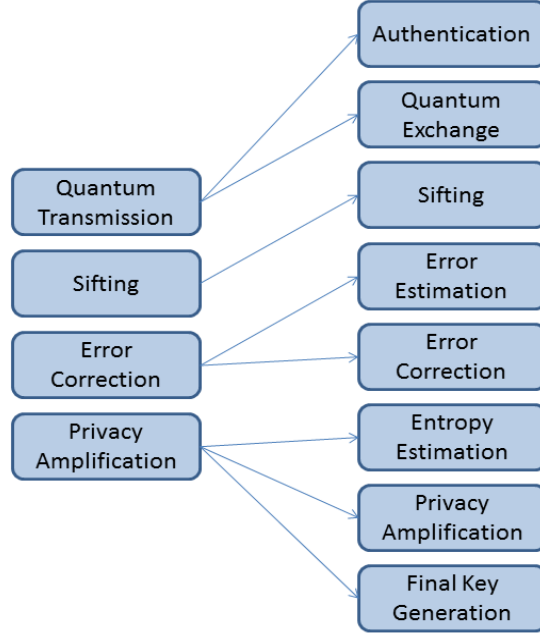 Quantum
Transmission
Sifting
Error
Correction
Privacy
Amplification
Authentication
Quantum
Exchange
Sifting
Error
Estimation
Error
Correction
Entropy
Estimation
Privacy
Amplification
Final Key
Generation